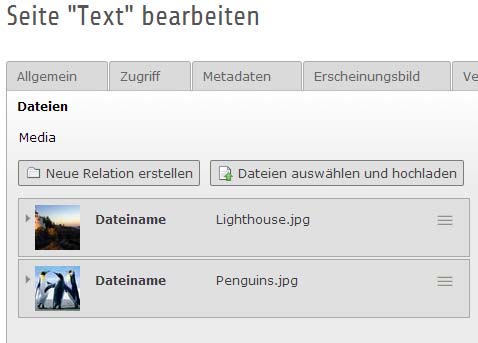 Seite "Text" bearbeiten
Allgemein Zugriff Metadaten Erscheinungsbild Ve
Dateien
Media
Neue Relation erstellen Dateien auswählen und hochladen
Dateiname Lighthouse.jpg
Dateiname Penguins.jpg